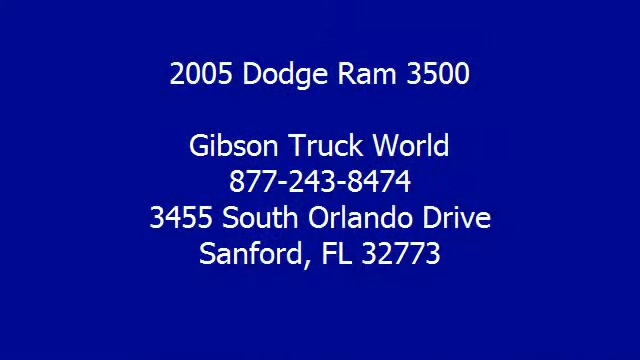 2005 Dodge Ram 3500
Gibson Truck World
877-243-8474
3455 South Orlando Drive
Sanford, FL 32773